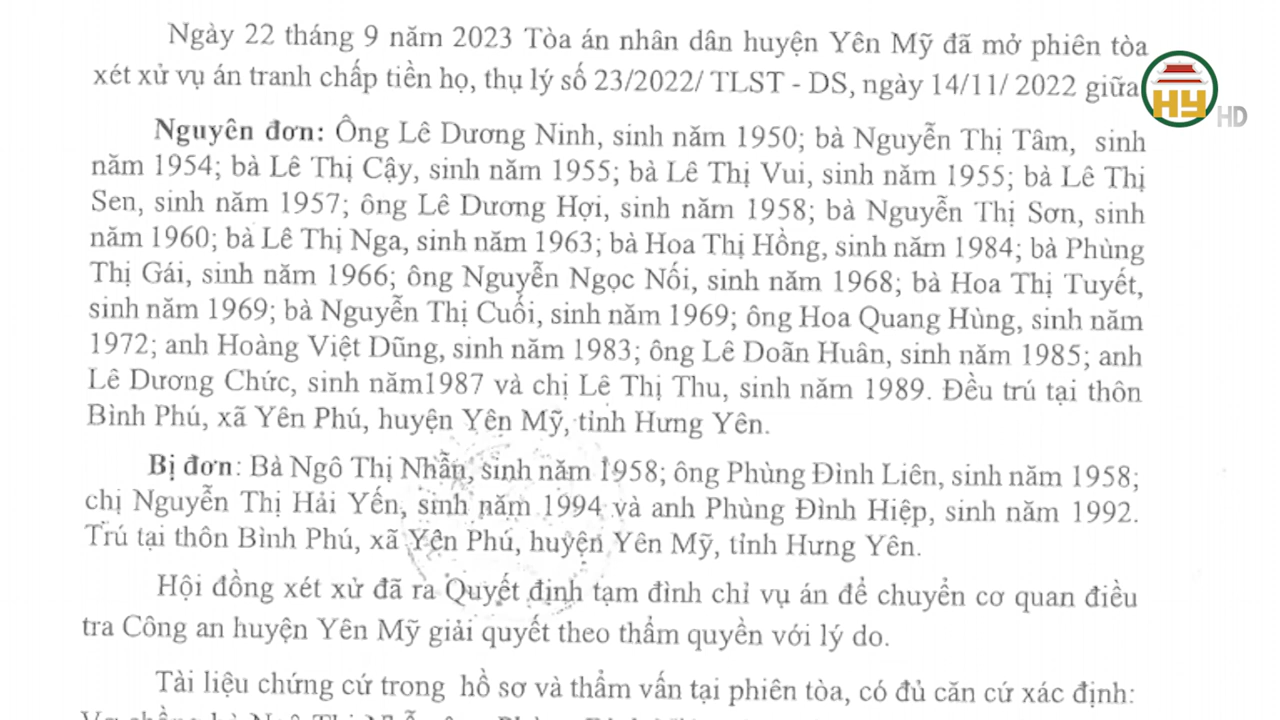 Ngày 22 tháng 9 năm 2023 Tòa án nhân dân huyện Yên Mỹ đã mở phiên tòa
xét xử vụ án tranh chấp tiền họ, thụ lý số 23/2022/ TLST - DS, ngày 14/11/ 2022 giữa
HY HD
Nguyên đơn: Ông Lê Dương Ninh, sinh năm 1950; bà Nguyễn Thị Tâm, sinh
năm 1954; bà Lê Thị Cậy, sinh năm 1955; bà Lê Thị Vui, sinh năm 1955; bà Lê Thị
Sen, sinh năm 1957; ông Lê Dương Hợi, sinh năm 1958; bà Nguyễn Thị Sơn, sinh
năm 1960; bà Lê Thị Nga, sinh năm 1963; bà Hoa Thị Hồng, sinh năm 1984; bà Phùng
Thị Gái, sinh năm 1966; ông Nguyễn Ngọc Nối, sinh năm 1968; bà Hoa Thị Tuyết,
sinh năm 1969; bà Nguyễn Thị Cuối, sinh năm 1969; ông Hoa Quang Hùng, sinh năm
1972; anh Hoàng Việt Dũng, sinh năm 1983; ông Lê Doãn Huân, sinh năm 1985; anh
Lê Dương Chức, sinh năm1987 và chị Lê Thị Thu, sinh năm 1989. Đều trú tại thôn
Bình Phú, xã Yên Phú, huyện Yên Mỹ, tỉnh Hưng Yên.
Bị đơn: Bà Ngô Thị Nhẫn, sinh năm 1958; ông Phùng Đình Liên, sinh năm 1958;
chị Nguyễn Thị Hải Yến, sinh năm 1994 và anh Phùng Đình Hiệp, sinh năm 1992.
Trú tại thôn Bình Phú, xã Yên Phú, huyện Yên Mỹ, tỉnh Hưng Yên.
Hội đồng xét xử đã ra Quyết định tạm đình chỉ vụ án để chuyển cơ quan điều
tra Công an huyện Yên Mỹ giải quyết theo thẩm quyền với lý do.
Tài liệu chứng cứ trong hồ sơ và thẩm vấn tại phiên tòa, có đủ căn cứ xác định: